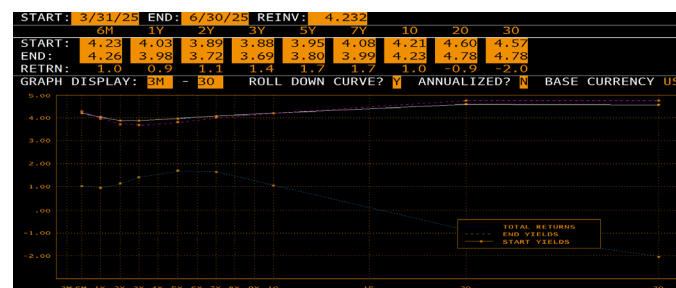 START: 3/31/25 END: 6/30/25 REINV: 4.232
6M 1Y 2Y 3Y 5Y 7Y 10 20 30
START: 4.23 4.03 3.89 3.88 3.95 4.08 4.21 4.60 4.57
END: 4.26 3.98 3.72 3.69 3.80 3.99 4.23 4.78 4.78
RETRN: 1.0 0.9 1.1 1.4 1.7 1.7 1.0 -0.9 -2.0
GRAPH DISPLAY: 3M - 30 ROLL DOWN CURVE? Y ANNUALIZED? N BASE CURRENCY US
5.00
4.00
3.00
2.00
1.00
.00
-1.00
-2.00
TOTAL RETURNS
END YIELDS
START YIELDS